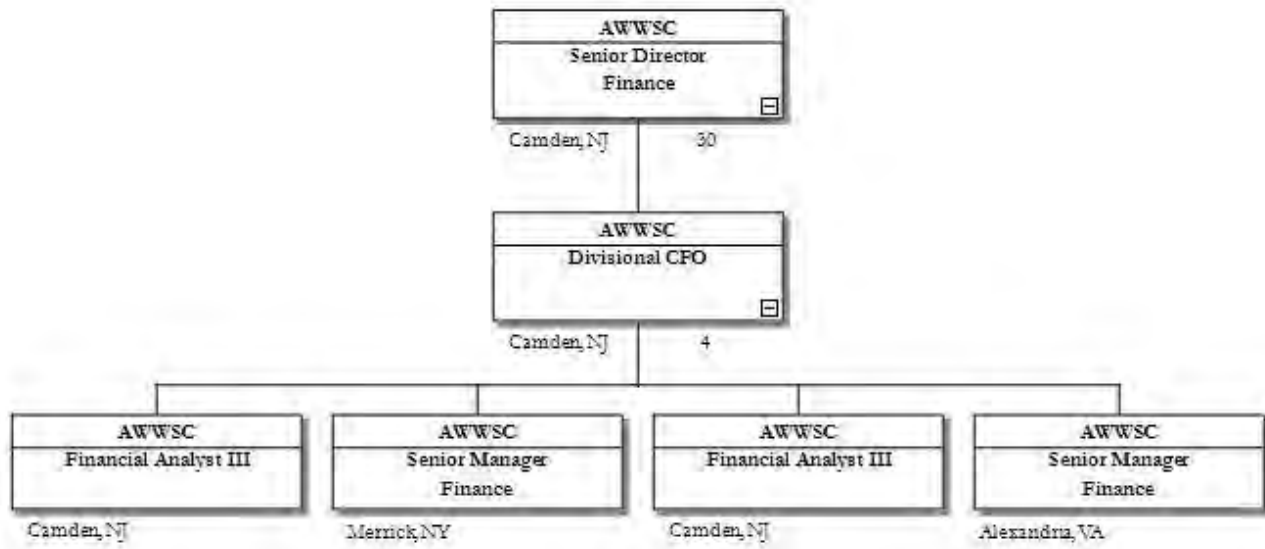 AWWSC
Senior Director
Finance
Camden, NJ 30
AWWSC
Divisional CFO
Camden, NJ 4
AWWSC
Financial Analyst III
Camden, NJ
AWWSC
Senior Manager
Finance
Merrick, NY
AWWSC
Financial Analyst III
Camden, NJ
AWWSC
Senior Manager
Finance
Alexandria, VA